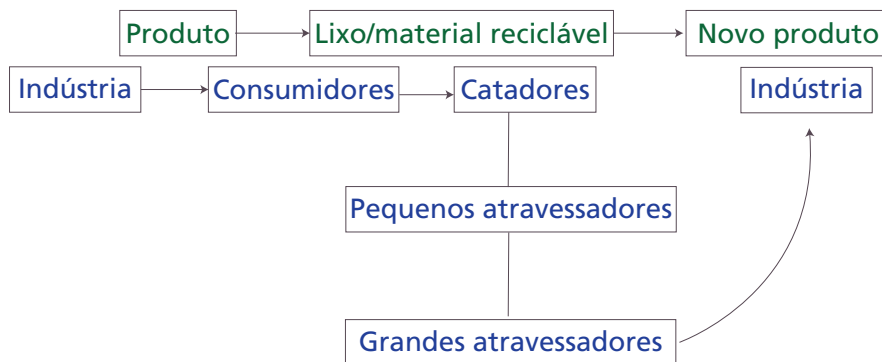 Produto Lixo/material reciclável Novo produto
Indústria Consumidores Catadores Indústria
Pequenos atravessadores
Grandes atravessadores